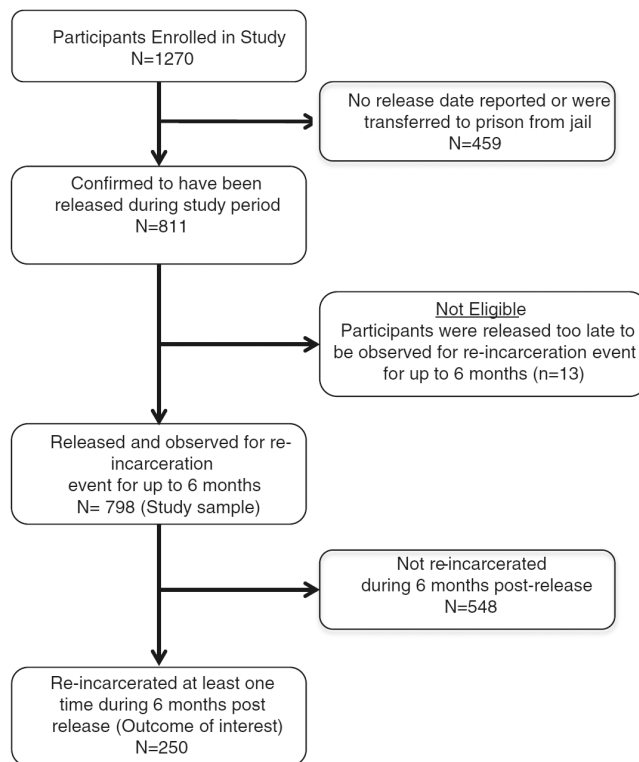 Participants Enrolled in Study
N=1270
No release date reported or were
transferred to prison from jail
N=459
Confirmed to have been
released during study period
N=811
Not Eligible
Participants were released too late to
be observed for re-incarceration event
for up to 6 months (n=13)
Released and observed for re-
incarceration
event for up to 6 months
N= 798 (Study sample)
Not re-incarcerated
during 6 months post-release
N=548
Re-incarcerated at least one
time during 6 months post
release (Outcome of interest)
N=250